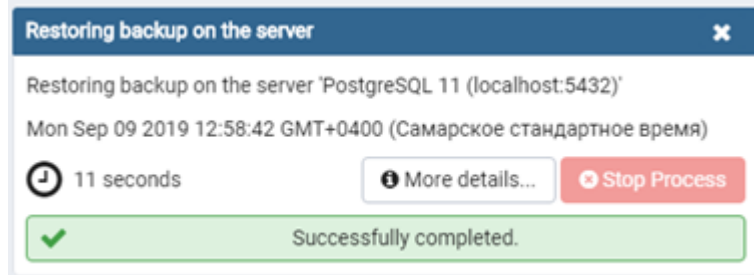 Restoring backup on the server
Restoring backup on the server 'PostgreSQL 11 (localhost:5432)'
Mon Sep 09 2019 12:58:42 GMT+0400 (Самарское стандартное время)
11 seconds More details... Stop Process
Successfully completed.